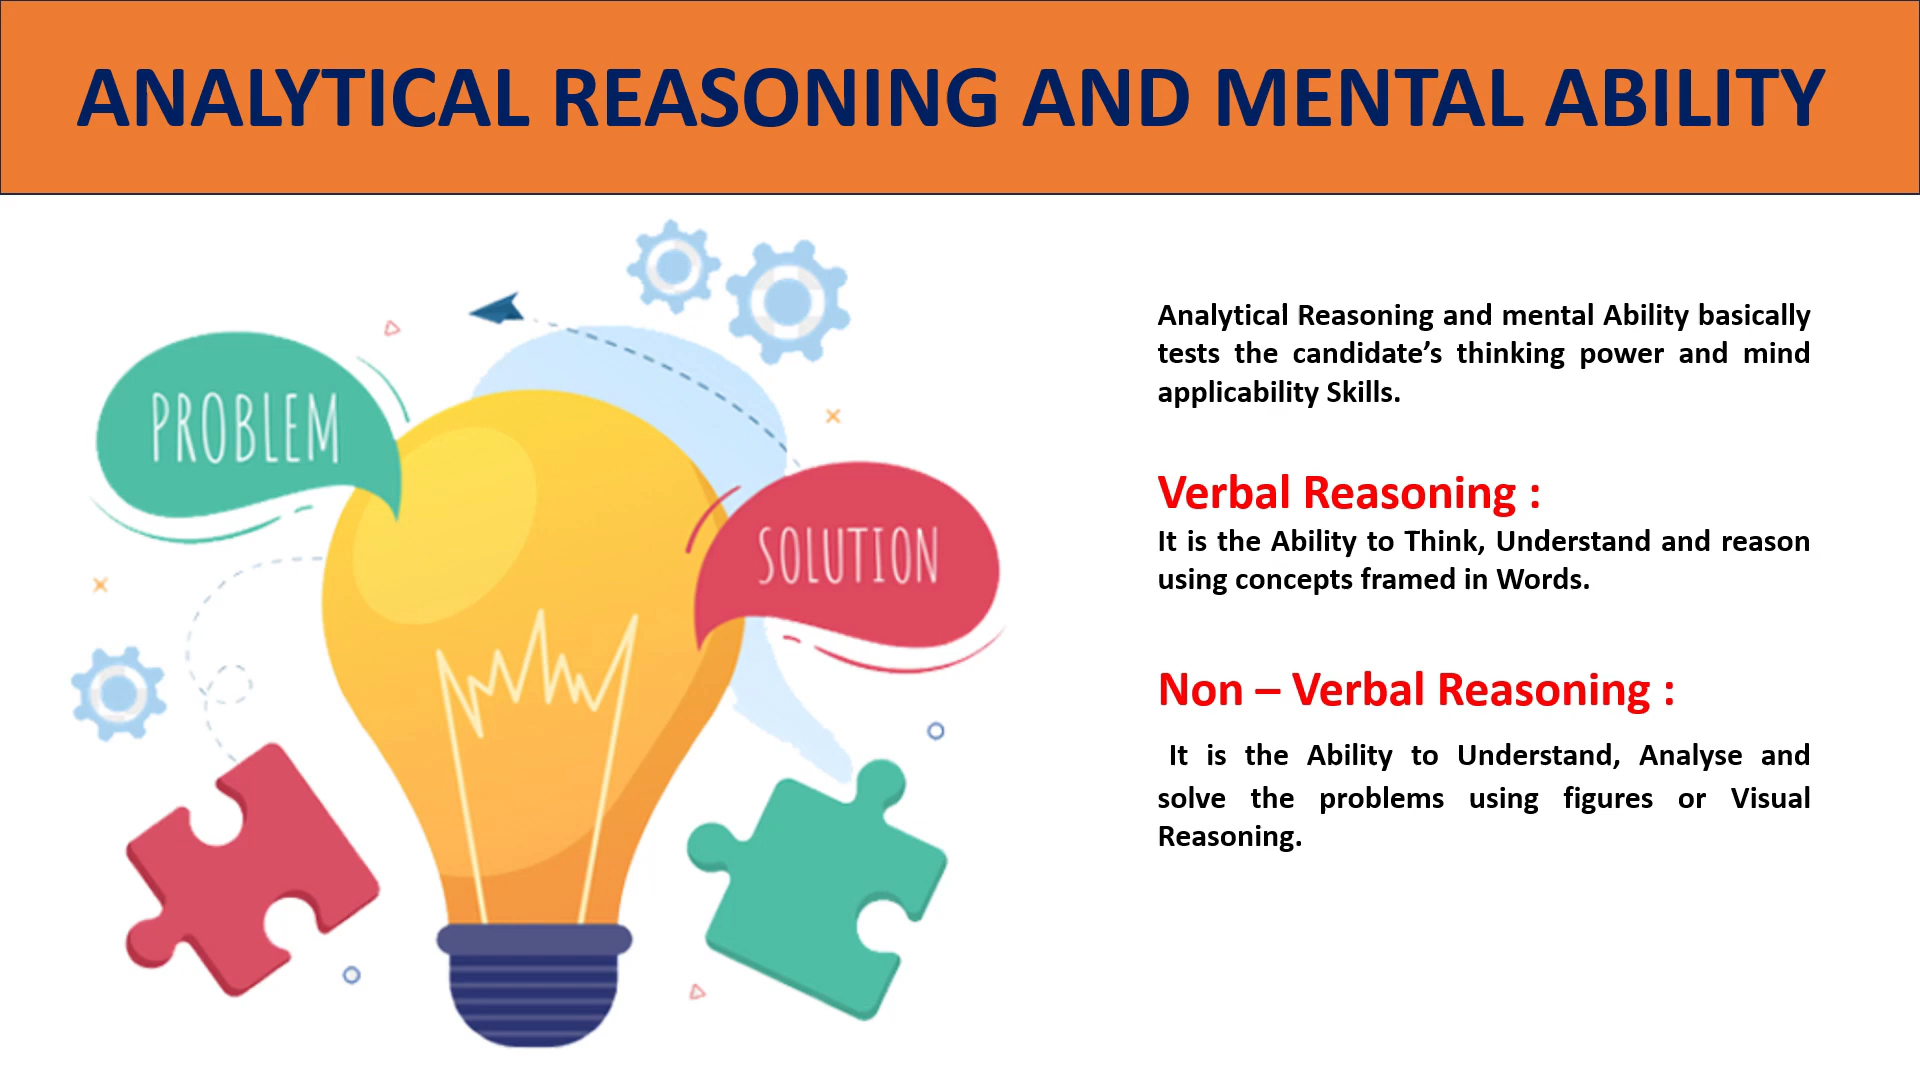 ANALYTICAL REASONING AND MENTAL ABILITY
PROBLEM
SOLUTION
Analytical Reasoning and mental Ability basically
tests the candidate’s thinking power and mind
applicability Skills.
Verbal Reasoning :
It is the Ability to Think, Understand and reason
using concepts framed in Words.
Non – Verbal Reasoning :
It is the Ability to Understand, Analyse and
solve the problems using figures or Visual
Reasoning.